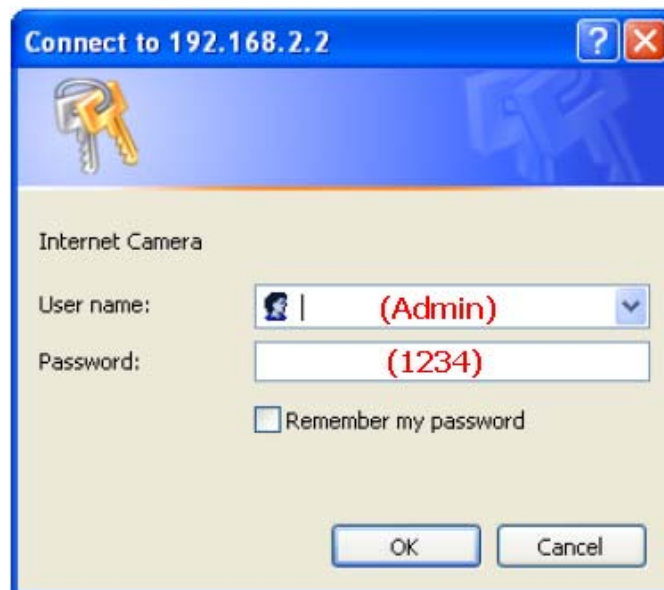 Connect to 192.168.2.2
Internet Camera
User name: (Admin)
Password: (1234)
Remember my password
OK Cancel